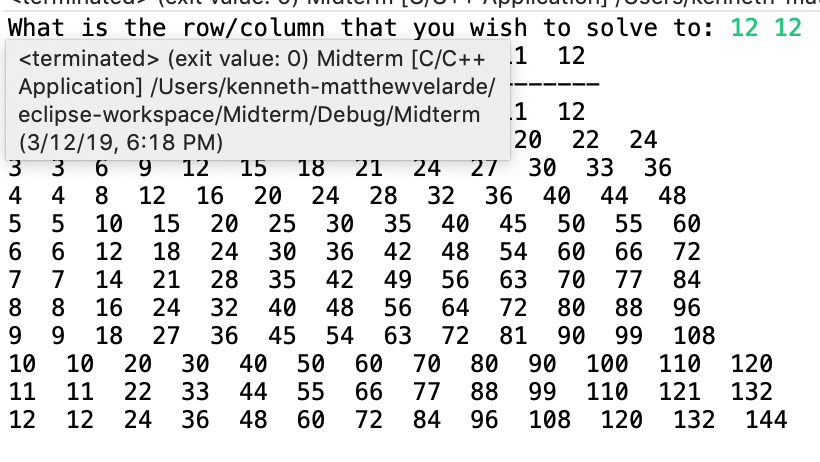 <terminated> (exit value: 0) Midterm [C/C++ Application]
What is the row/column that you wish to solve to: 12 12
<terminated> (exit value: 0) Midterm [C/C++
Application] /Users/kenneth-matthewvelarde/
eclipse-workspace/Midterm/Debug/Midterm
(3/12/19, 6:18 PM)
11 12
------
11 12
20 22 24
3 3 6 9 12 15 18 21 24 27 30 33 36
4 4 8 12 16 20 24 28 32 36 40 44 48
5 5 10 15 20 25 30 35 40 45 50 55 60
6 6 12 18 24 30 36 42 48 54 60 66 72
7 7 14 21 28 35 42 49 56 63 70 77 84
8 8 16 24 32 40 48 56 64 72 80 88 96
9 9 18 27 36 45 54 63 72 81 90 99 108
10 10 20 30 40 50 60 70 80 90 100 110 120
11 11 22 33 44 55 66 77 88 99 110 121 132
12 12 24 36 48 60 72 84 96 108 120 132 144